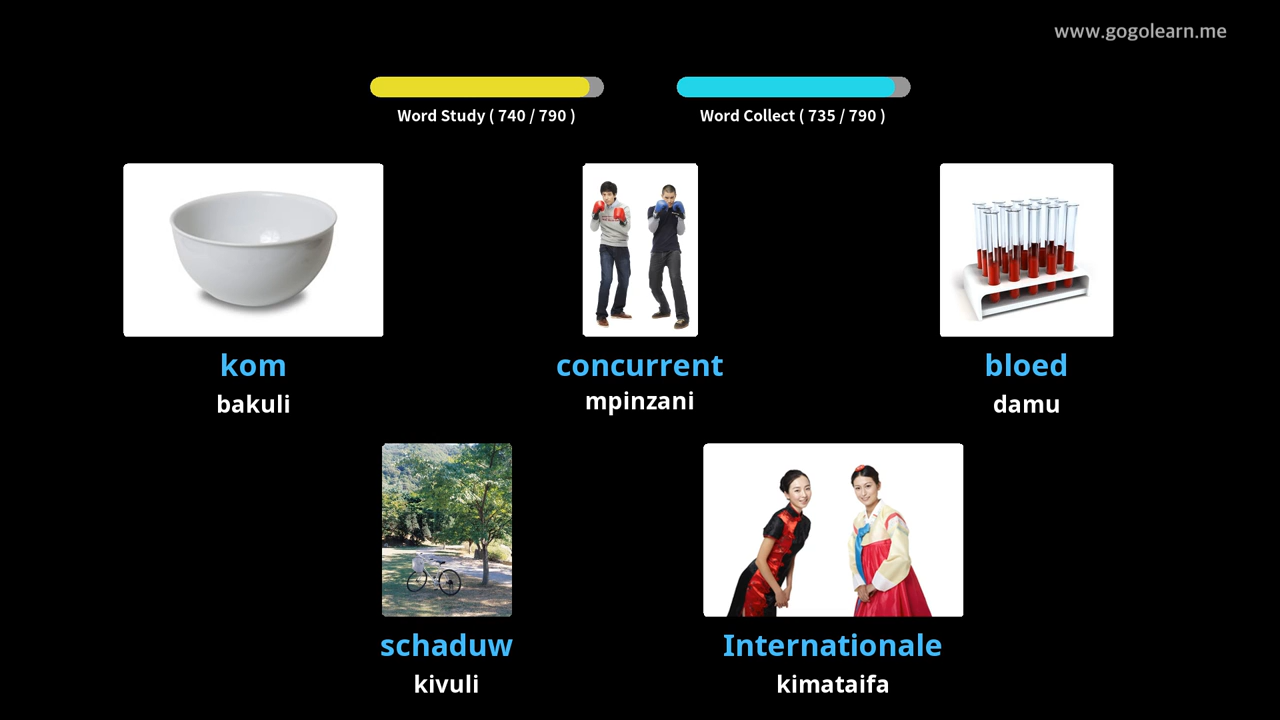 www.gogolearn.me
Word Study ( 740 / 790 )
Word Collect ( 735 / 790 )
kom
bakuli
concurrent
mpinzani
bloed
damu
schaduw
kivuli
Internationale
kimataifa